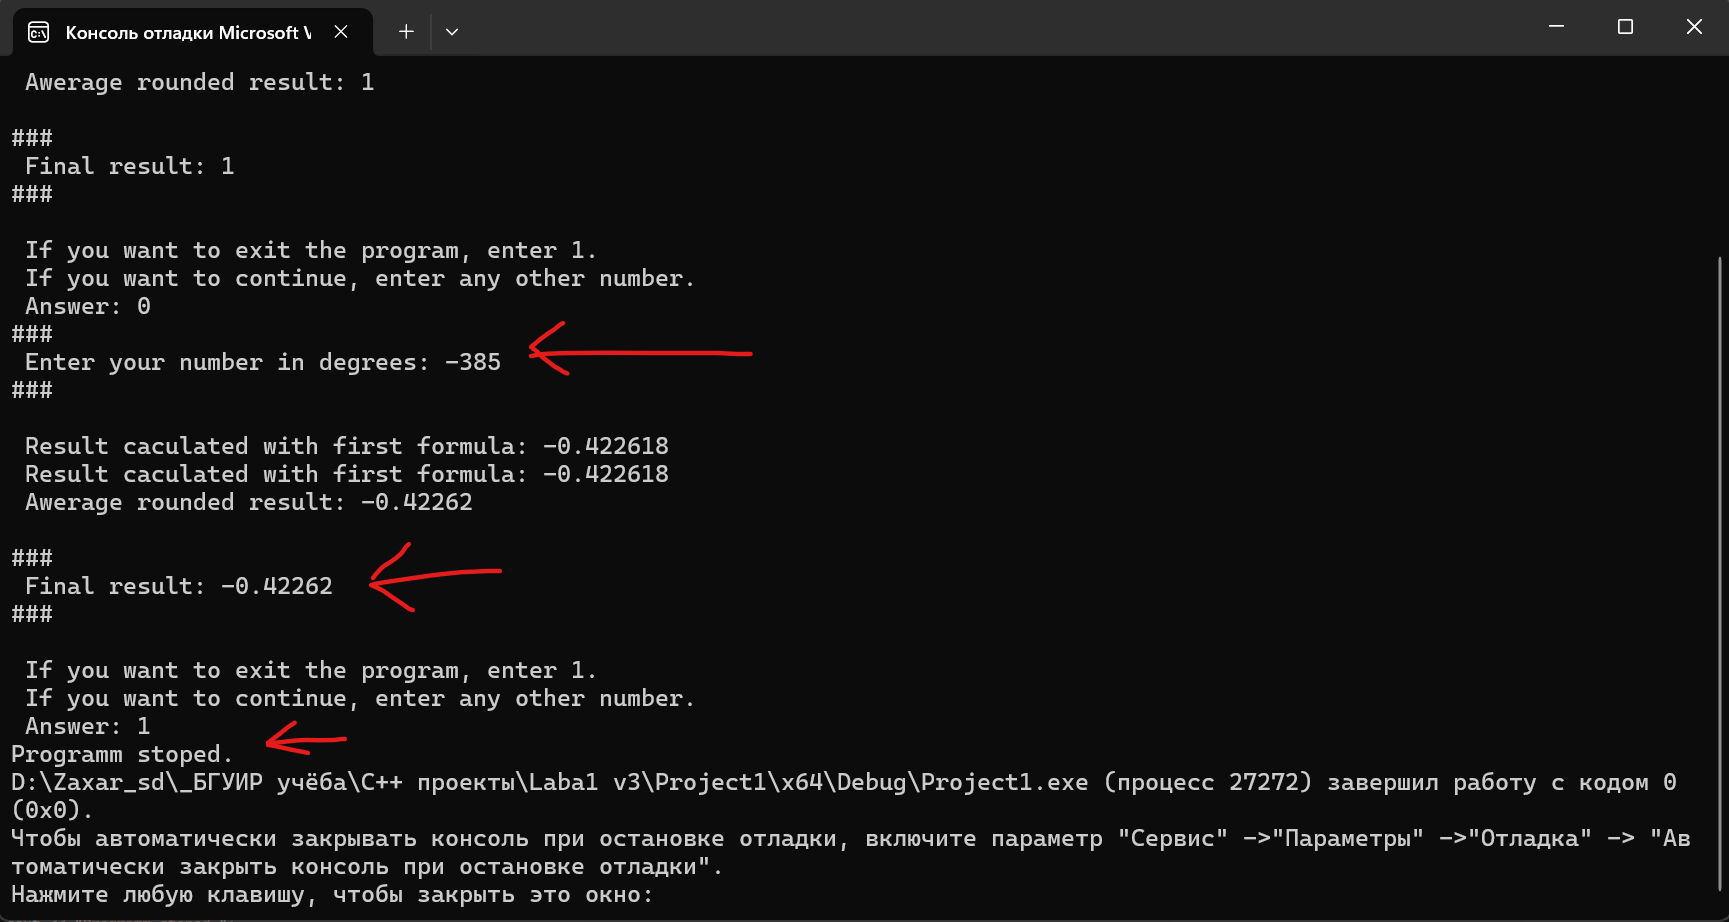 Консоль отладки Microsoft V
Awerage rounded result: 1
###
Final result: 1
###
If you want to exit the program, enter 1.
If you want to continue, enter any other number.
Answer: 0
###
Enter your number in degrees: -385
###
Result caculated with first formula: -0.422618
Result caculated with first formula: -0.422618
Awerage rounded result: -0.42262
###
Final result: -0.42262
###
If you want to exit the program, enter 1.
If you want to continue, enter any other number.
Answer: 1
Programm stoped.
D:\Zaxar_sd\_БГУИР учёба\C++ проекты\Laba1 v3\Project1\x64\Debug\Project1.exe (процесс 27272) завершил работу с кодом 0
(0x0).
Чтобы автоматически закрывать консоль при остановке отладки, включите параметр "Сервис" ->"Параметры" ->"Отладка" -> "Ав
томатически закрыть консоль при остановке отладки".
Нажмите любую клавишу, чтобы закрыть это окно: